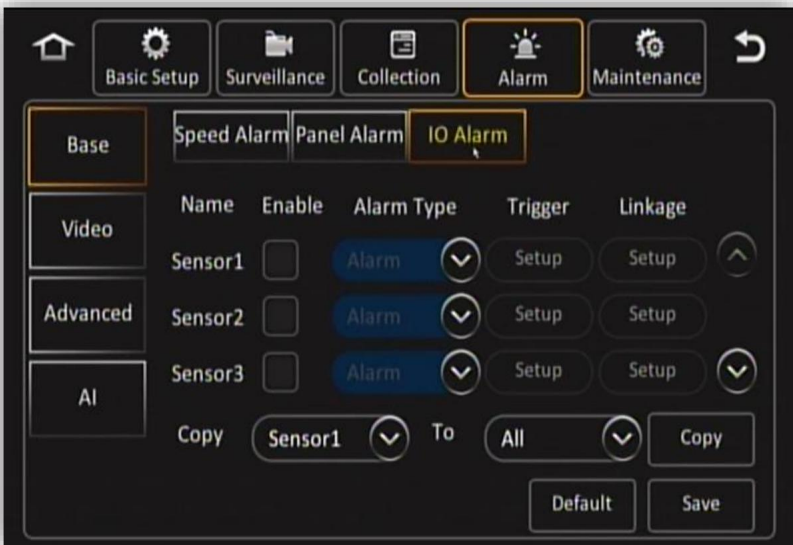 Basic Setup Surveillance Collection Alarm Maintenance
Base
Speed Alarm Panel Alarm IO Alarm
Video
Name Enable Alarm Type Trigger Linkage
Sensor1 Alarm Setup Setup
Advanced
Sensor2 Alarm Setup Setup
Sensor3 Alarm Setup Setup
AI
Copy Sensor1 To All Copy
Default Save